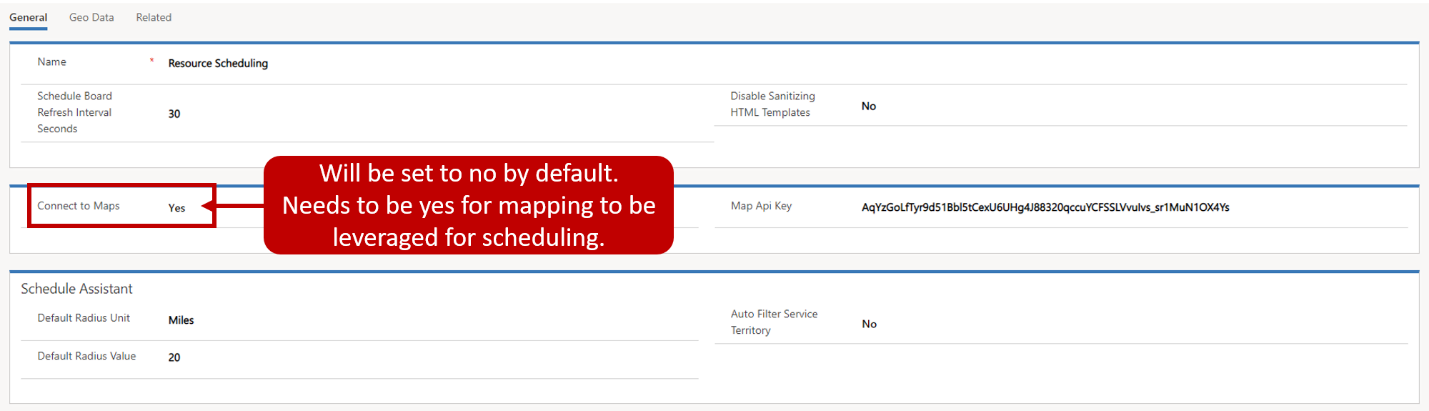 General Geo Data Related
Name * Resource Scheduling
Schedule Board
Refresh Interval
Seconds
30
Disable Sanitizing
HTML Templates
No
Connect to Maps Yes
Will be set to no by default.
Needs to be yes for mapping to be
leveraged for scheduling.
Map Api Key AqYzGoLfTyr9d51Bbl5tCexU6UHg4J88320qccuYCFSSLVvuIvs_sr1MuN1OX4Ys
Schedule Assistant
Default Radius Unit Miles
Auto Filter Service
Territory
No
Default Radius Value 20